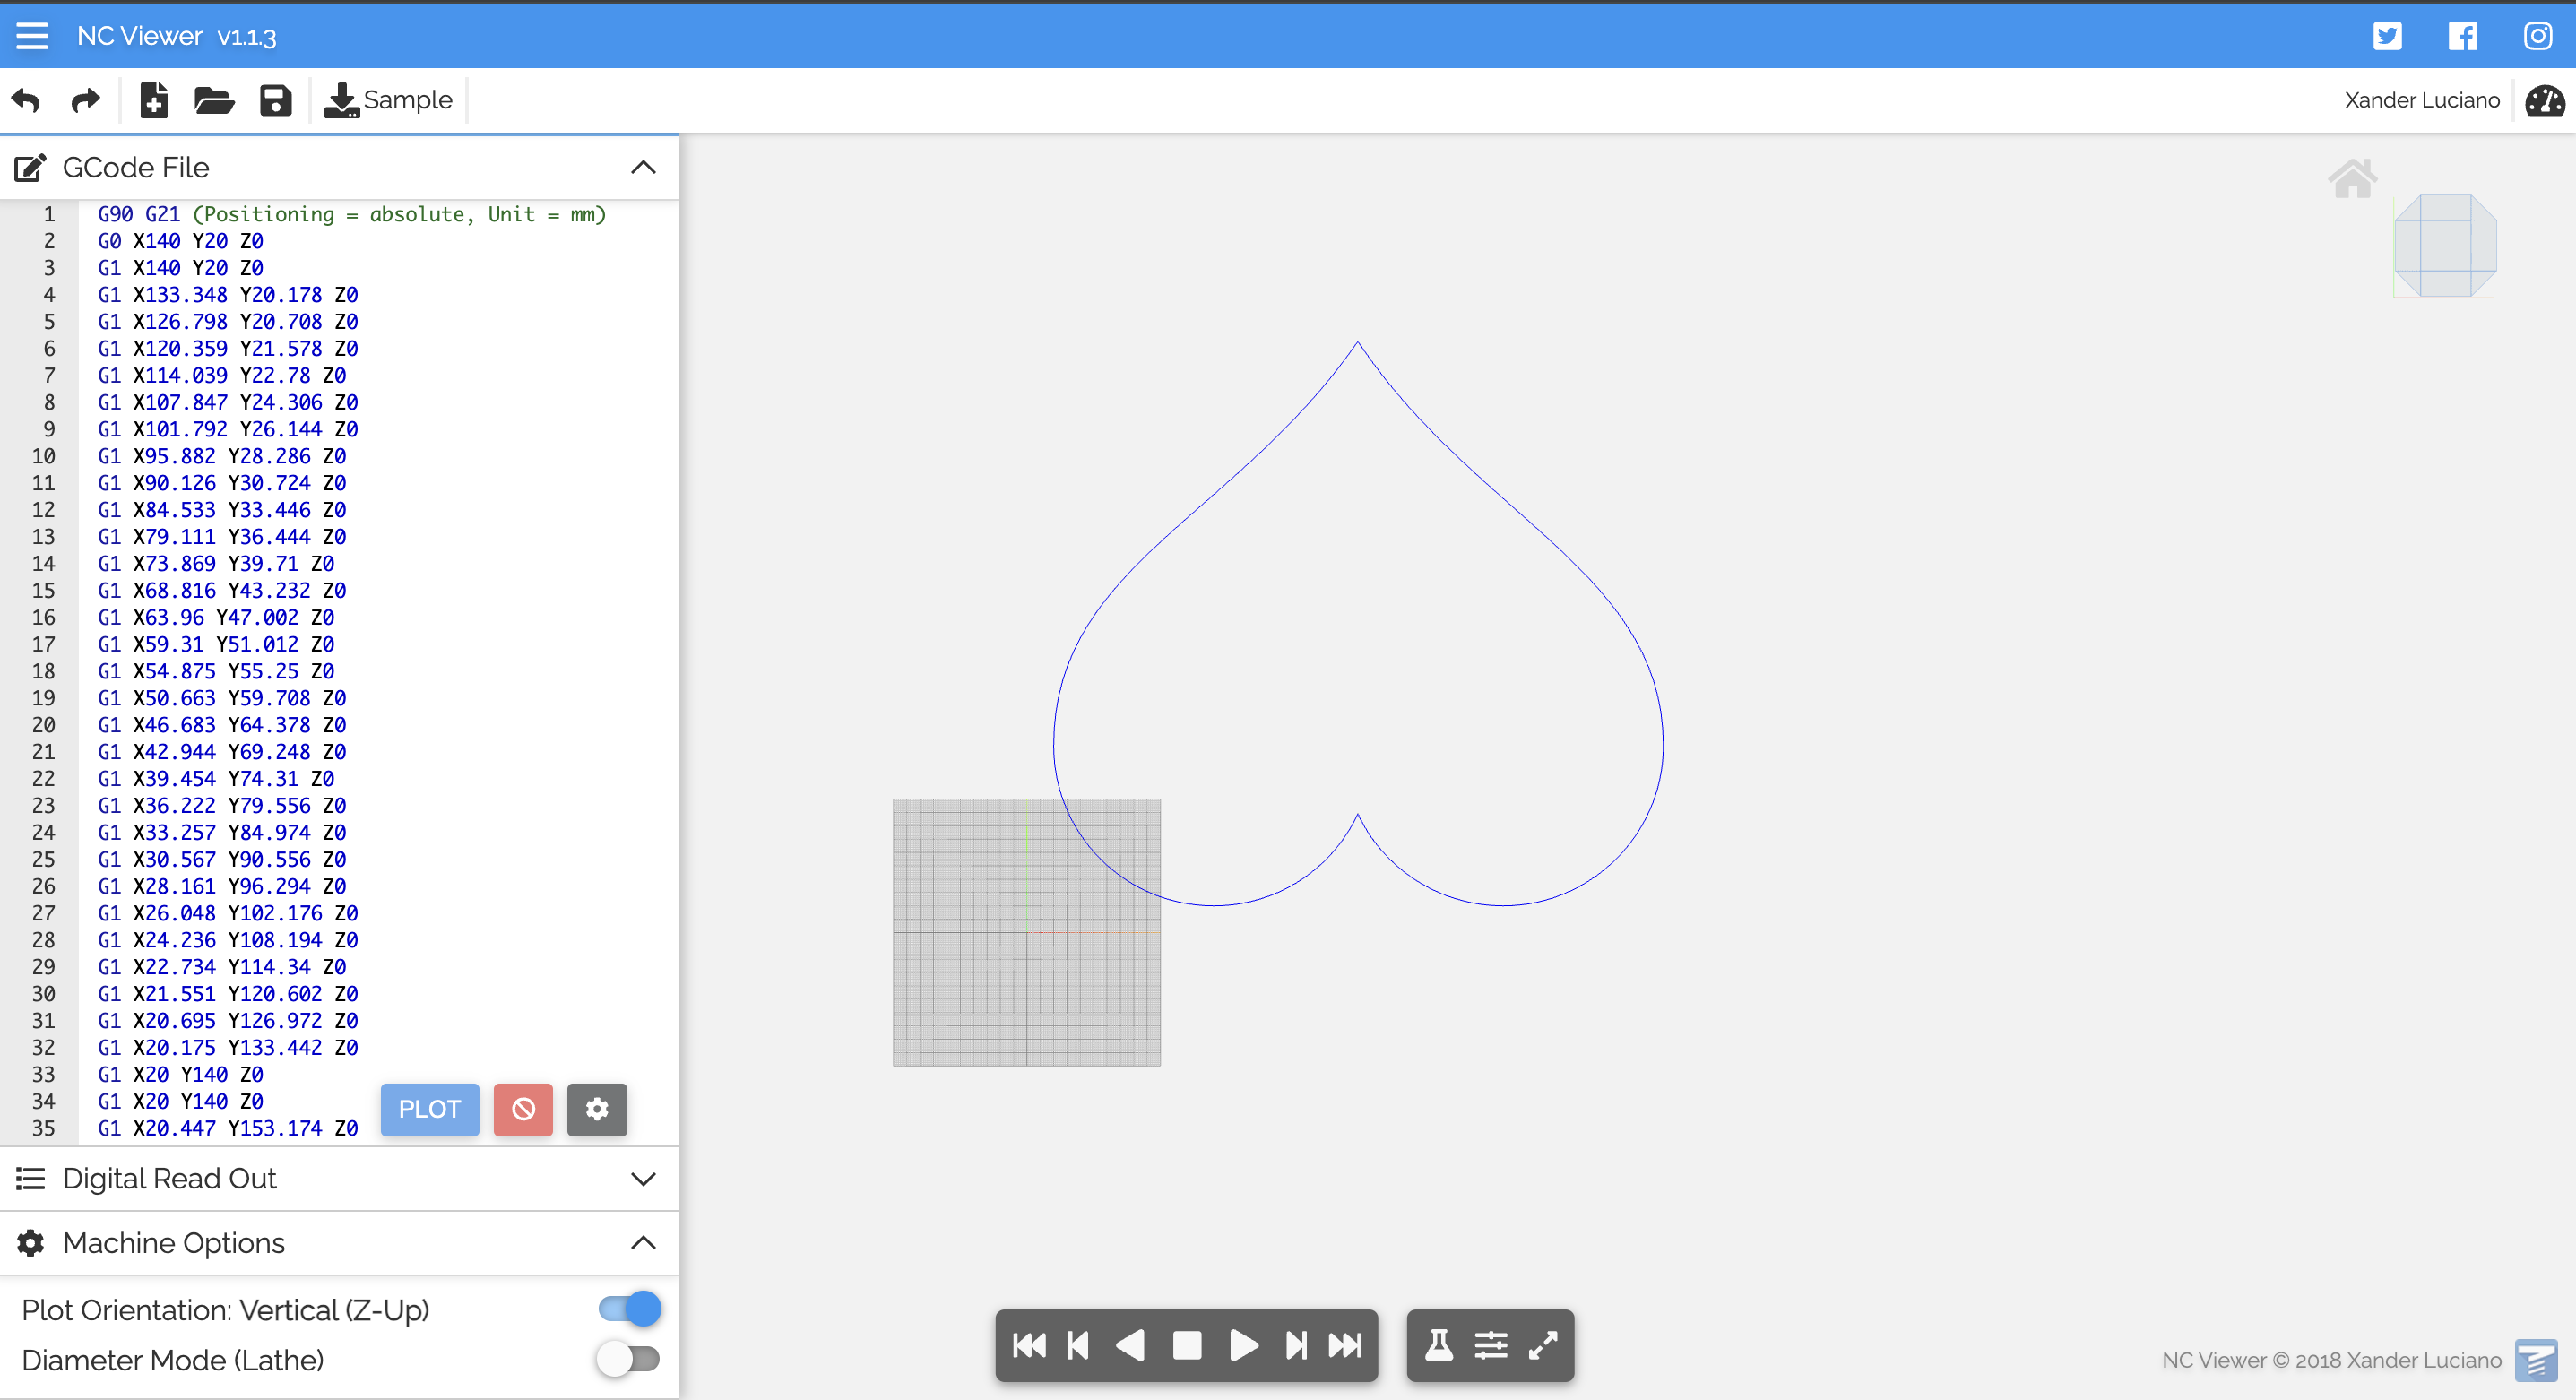 NC Viewer v1.1.3
Sample
Xander Luciano
GCode File
1 G90 G21 (Positioning = absolute, Unit = mm)
2 G0 X140 Y20 Z0
3 G1 X140 Y20 Z0
4 G1 X133.348 Y20.178 Z0
5 G1 X126.798 Y20.708 Z0
6 G1 X120.359 Y21.578 Z0
7 G1 X114.039 Y22.78 Z0
8 G1 X107.847 Y24.306 Z0
9 G1 X101.792 Y26.144 Z0
10 G1 X95.882 Y28.286 Z0
11 G1 X90.126 Y30.724 Z0
12 G1 X84.533 Y33.446 Z0
13 G1 X79.111 Y36.444 Z0
14 G1 X73.869 Y39.71 Z0
15 G1 X68.816 Y43.232 Z0
16 G1 X63.96 Y47.002 Z0
17 G1 X59.31 Y51.012 Z0
18 G1 X54.875 Y55.25 Z0
19 G1 X50.663 Y59.708 Z0
20 G1 X46.683 Y64.378 Z0
21 G1 X42.944 Y69.248 Z0
22 G1 X39.454 Y74.31 Z0
23 G1 X36.222 Y79.556 Z0
24 G1 X33.257 Y84.974 Z0
25 G1 X30.567 Y90.556 Z0
26 G1 X28.161 Y96.294 Z0
27 G1 X26.048 Y102.176 Z0
28 G1 X24.236 Y108.194 Z0
29 G1 X22.734 Y114.34 Z0
30 G1 X21.551 Y120.602 Z0
31 G1 X20.695 Y126.972 Z0
32 G1 X20.175 Y133.442 Z0
33 G1 X20 Y140 Z0
34 G1 X20 Y140 Z0
35 G1 X20.447 Y153.174 Z0
PLOT
Digital Read Out
Machine Options
Plot Orientation: Vertical (Z-Up)
Diameter Mode (Lathe)
NC Viewer © 2018 Xander Luciano